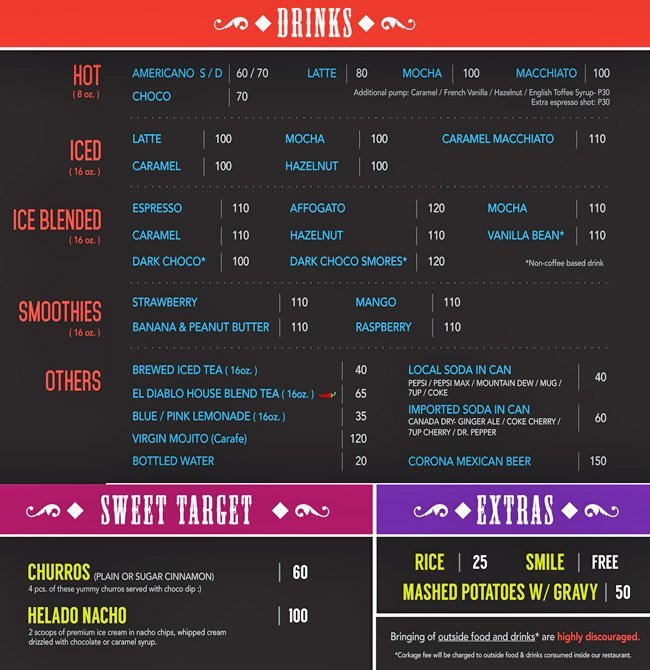 DRINKS
HOT
( 8 oz. )
AMERICANO S / D 60 / 70 LATTE 80 MOCHA 100 MACCHIATO 100
CHOCO 70
Additional pump: Caramel / French Vanilla / Hazelnut / English Toffee Syrup- P30
Extra espresso shot: P30
ICED
( 16 oz. )
LATTE 100 MOCHA 100 CARAMEL MACCHIATO 110
CARAMEL 100 HAZELNUT 100
ICE BLENDED
( 16 oz. )
ESPRESSO 110 AFFOGATO 120 MOCHA 110
CARAMEL 110 HAZELNUT 110 VANILLA BEAN* 110
DARK CHOCO* 100 DARK CHOCO SMORES* 120
*Non-coffee based drink
SMOOTHIES
( 16 oz. )
STRAWBERRY 110 MANGO 110
BANANA & PEANUT BUTTER 110 RASPBERRY 110
OTHERS
BREWED ICED TEA ( 16oz. ) 40
EL DIABLO HOUSE BLEND TEA ( 16oz. ) 65
BLUE / PINK LEMONADE ( 16oz. ) 35
VIRGIN MOJITO (Carafe) 120
BOTTLED WATER 20
LOCAL SODA IN CAN 40
PEPSI / PEPSI MAX / MOUNTAIN DEW / MUG /
7UP / COKE
IMPORTED SODA IN CAN 60
CANADA DRY- GINGER ALE / COKE CHERRY /
7UP CHERRY / DR. PEPPER
CORONA MEXICAN BEER 150
SWEET TARGET
CHURROS (PLAIN OR SUGAR CINNAMON) 60
4 pcs. of these yummy churros served with choco dip :)
HELADO NACHO 100
2 scoops of premium ice cream in nacho chips, whipped cream
drizzled with chocolate or caramel syrup.
EXTRAS
RICE 25 SMILE FREE
MASHED POTATOES W/ GRAVY 50
Bringing of outside food and drinks* are highly discouraged.
*Corkage fee will be charged to outside food & drinks consumed inside our restaurant.